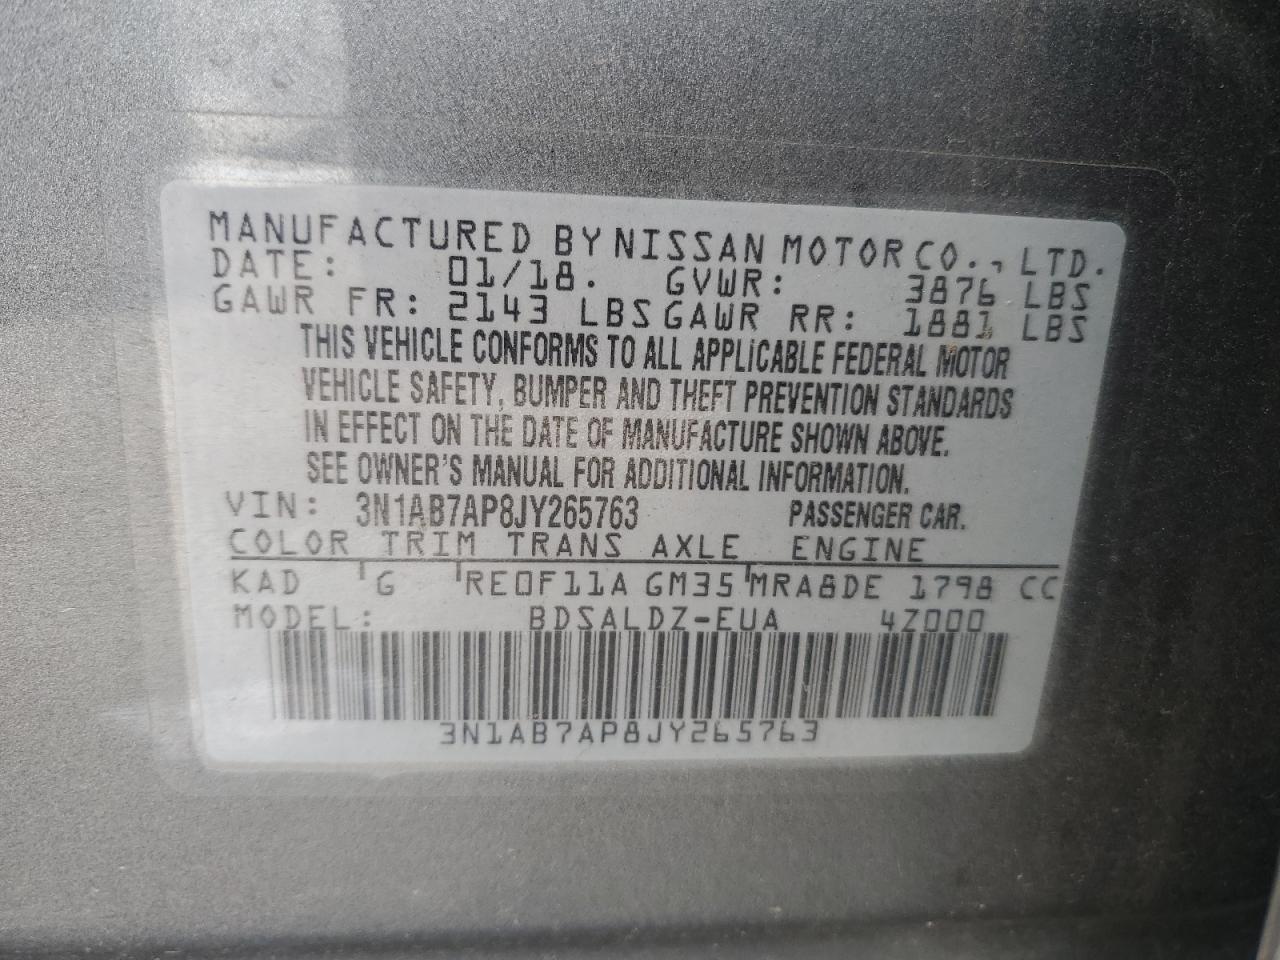 MANUFACTURED BY NISSAN MOTOR CO., LTD.
DATE: 01/18. GVWR: 3876 LBS
GAWR FR: 2143 LBS GAWR RR: 1881 LBS
THIS VEHICLE CONFORMS TO ALL APPLICABLE FEDERAL MOTOR
VEHICLE SAFETY, BUMPER AND THEFT PREVENTION STANDARDS
IN EFFECT ON THE DATE OF MANUFACTURE SHOWN ABOVE.
SEE OWNER'S MANUAL FOR ADDITIONAL INFORMATION.
VIN: 3N1AB7AP8JY265763 PASSENGER CAR.
COLOR TRIM TRANS AXLE ENGINE
KAD G RE0F11A GM35 MRA8DE 1798 CC
MODEL: BDSALDZ-EUA 4Z000
3N1AB7AP8JY265763